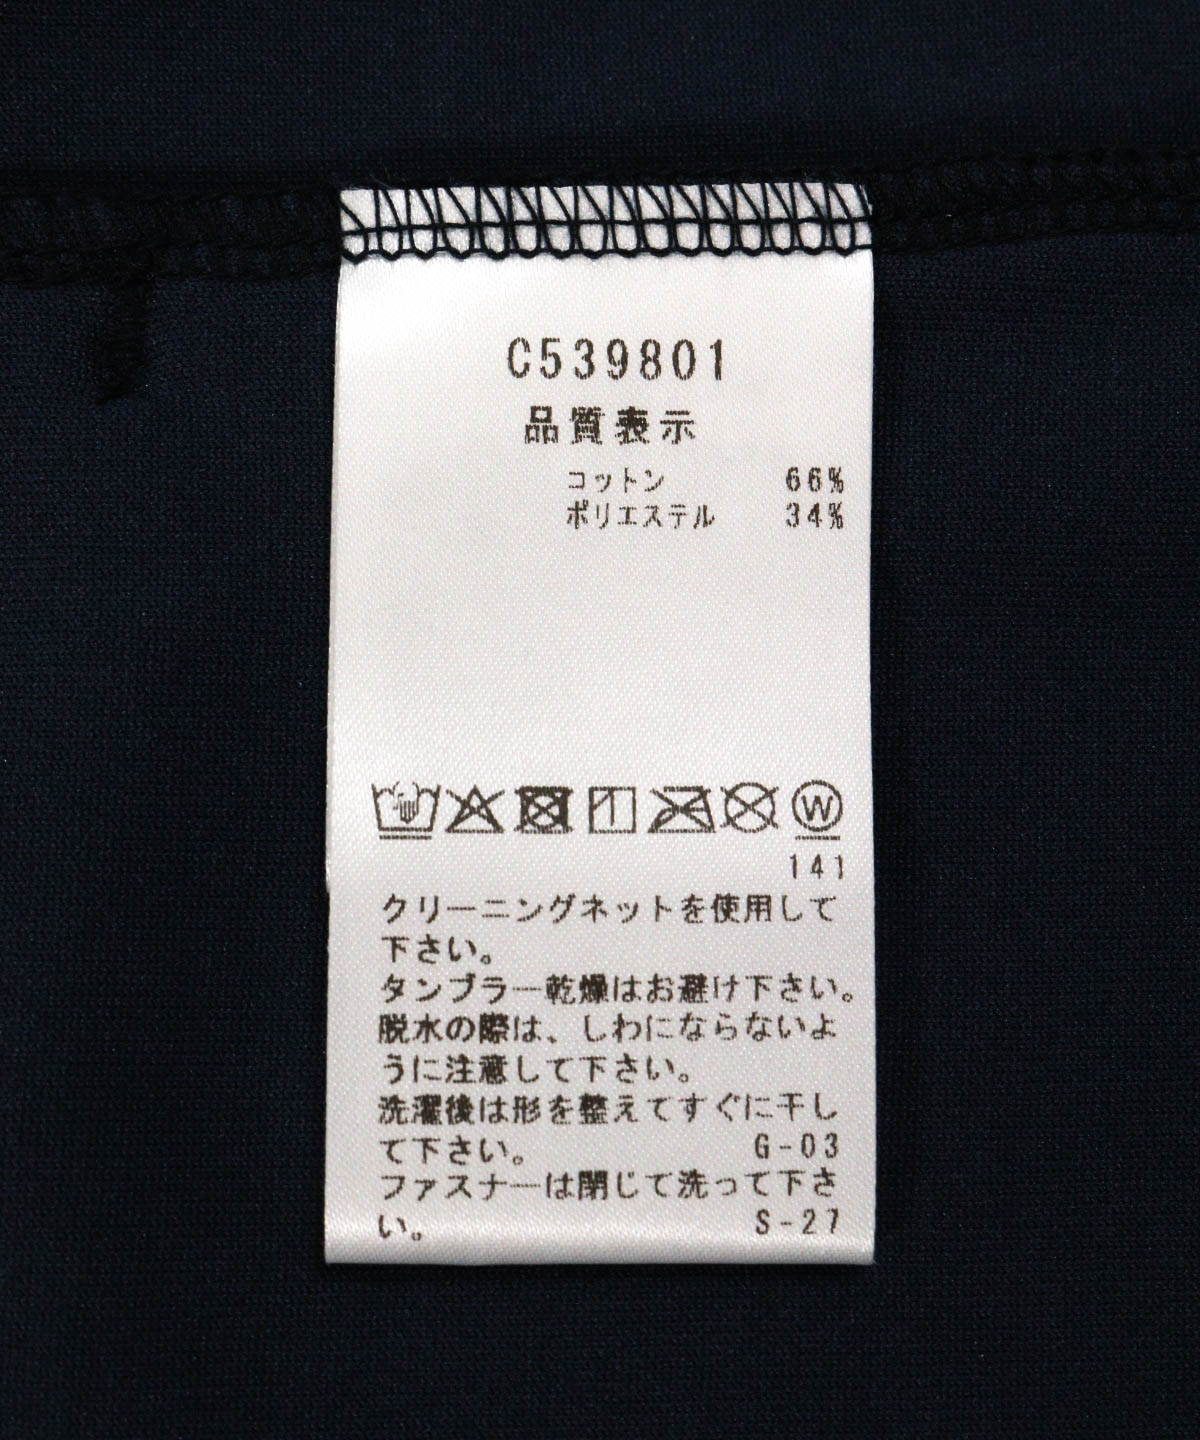 C539801
品質表示
コットン 66%
ポリエステル 34%
W
141
クリーニングネットを使用して
下さい。
タンブラー乾燥はお避け下さい。
脱水の際は、しわにならないよ
うに注意して下さい。
洗濯後は形を整えてすぐに干し
て下さい。 G-03
ファスナーは閉じて洗って下さ
い。 S-27